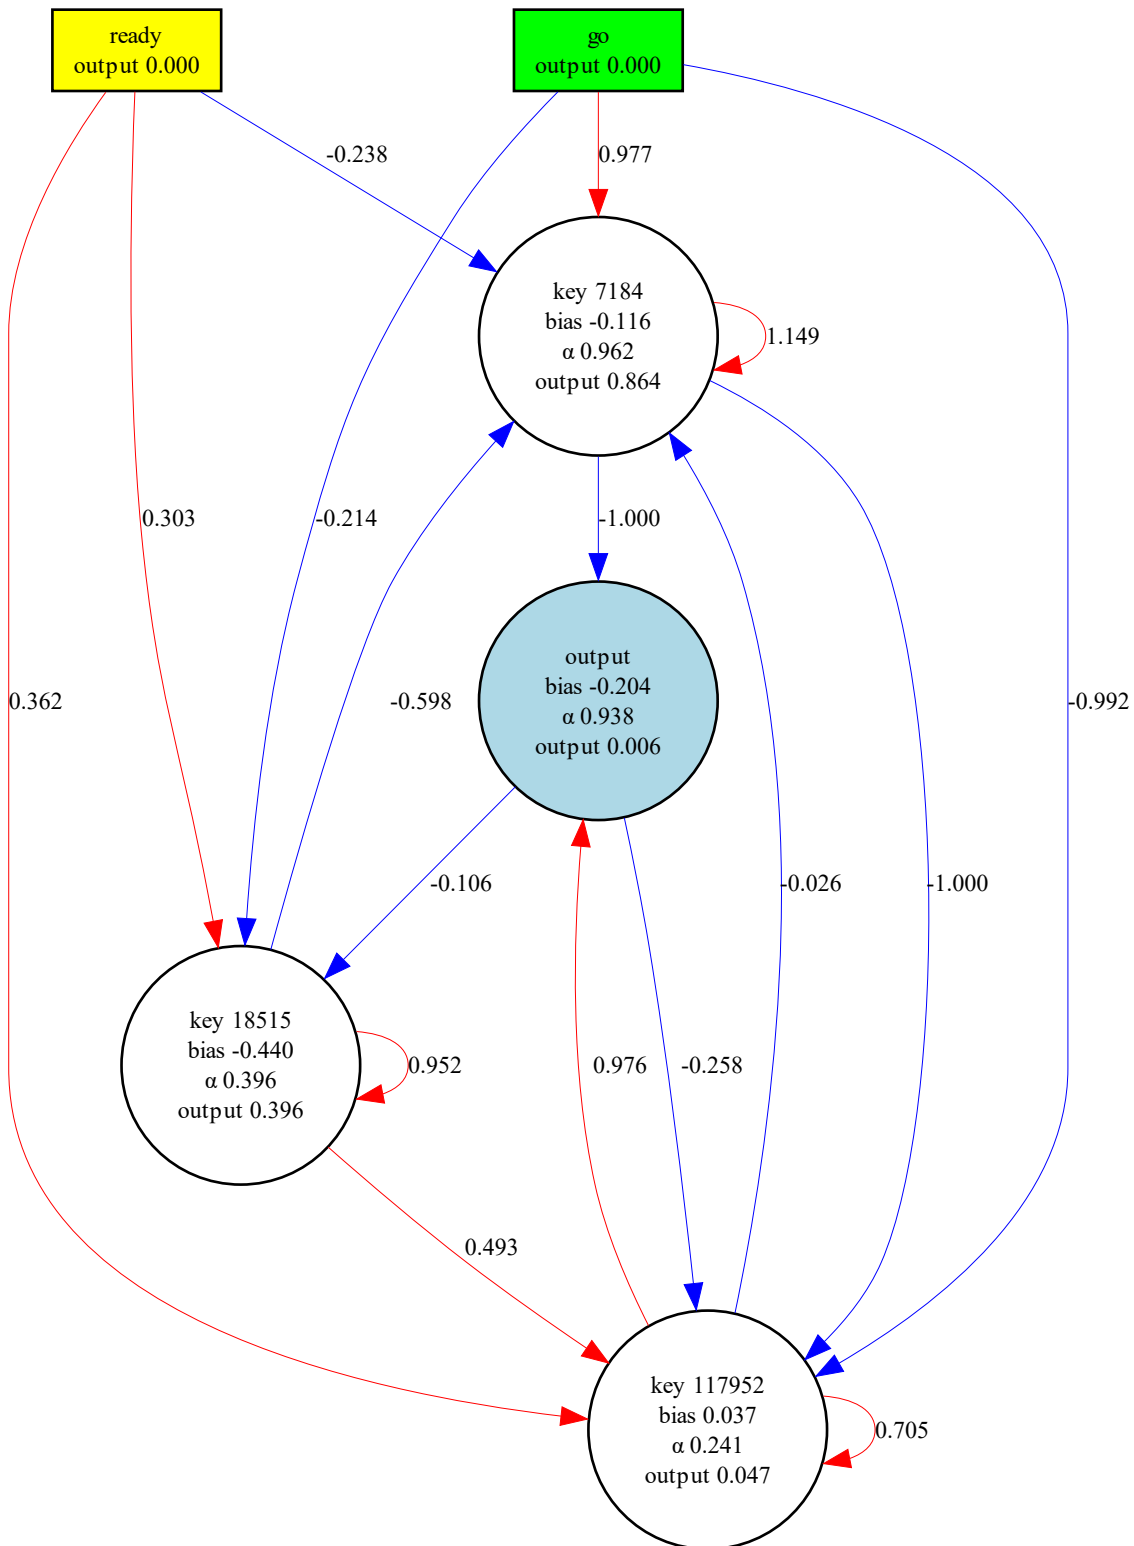 ready
output 0.000
go
output 0.000
-0.238
0.977
key 7184
bias -0.116
α 0.962
output 0.864
1.149
0.303
-0.214
-1.000
output
bias -0.204
α 0.938
output 0.006
0.362
-0.598
-0.992
-0.106
-0.026
-1.000
key 18515
bias -0.440
α 0.396
output 0.396
0.952
0.976
-0.258
0.493
key 117952
bias 0.037
α 0.241
output 0.047
0.705